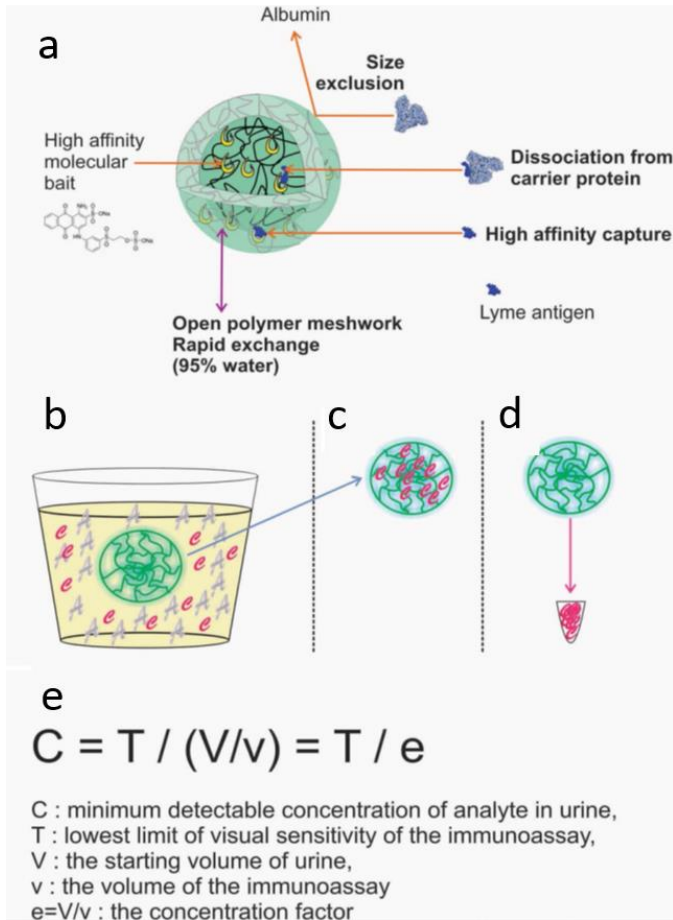 a
Albumin
Size
exclusion
High affinity
molecular
bait
Dissociation from
carrier protein
High affinity capture
Lyme antigen
Open polymer meshwork
Rapid exchange
(95% water)
b
c
d
e
C = T / (V/v) = T / e
C : minimum detectable concentration of analyte in urine,
T : lowest limit of visual sensitivity of the immunoassay,
V : the starting volume of urine,
v : the volume of the immunoassay
e=V/v : the concentration factor